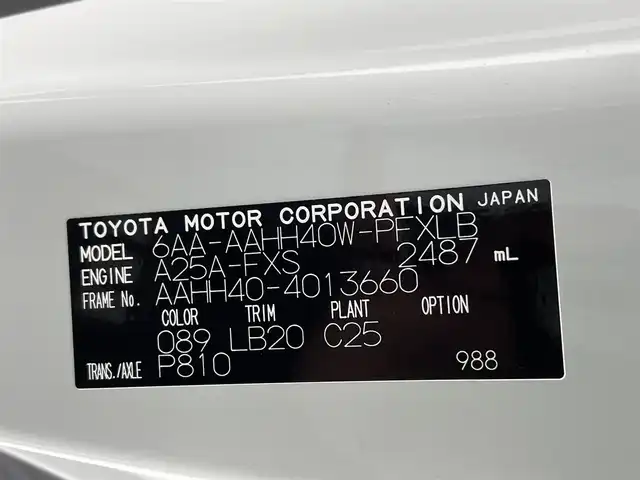 TOYOTA MOTOR CORPORATION JAPAN
MODEL 6AA-AAHH40W-PFXLB
ENGINE A25A-FXS 2487 mL
FRAME No. AAHH40-4013660
COLOR TRIM PLANT OPTION
089 LB20 C25
TRANS./AXLE P810 988